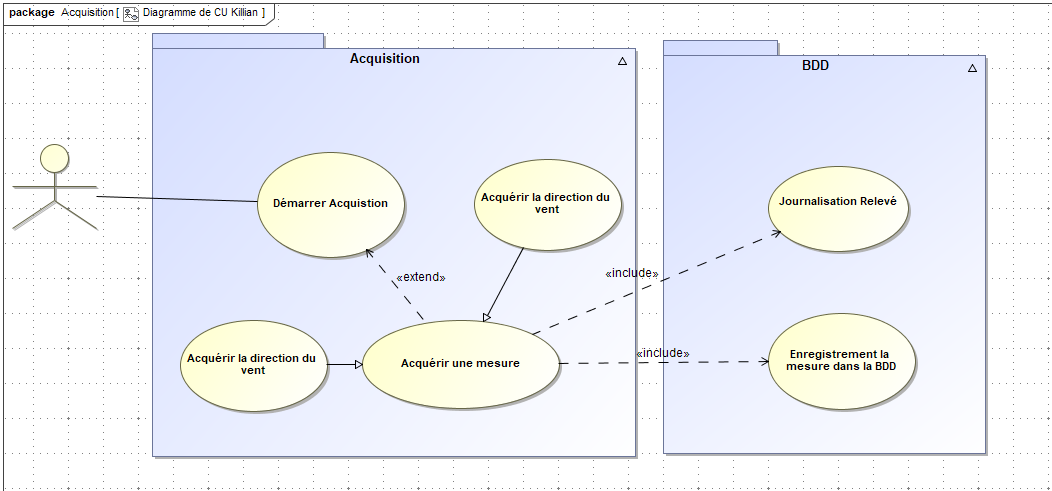 package Acquisition [ Diagramme de CU Killian ]
Acquisition
BDD
Démarrer Acquistion
Acquérir la direction du
vent
Journalisation Relevé
«extend»
«include»
Acquérir la direction du
vent
Acquérir une mesure
«include»
Enregistrement la
mesure dans la BDD